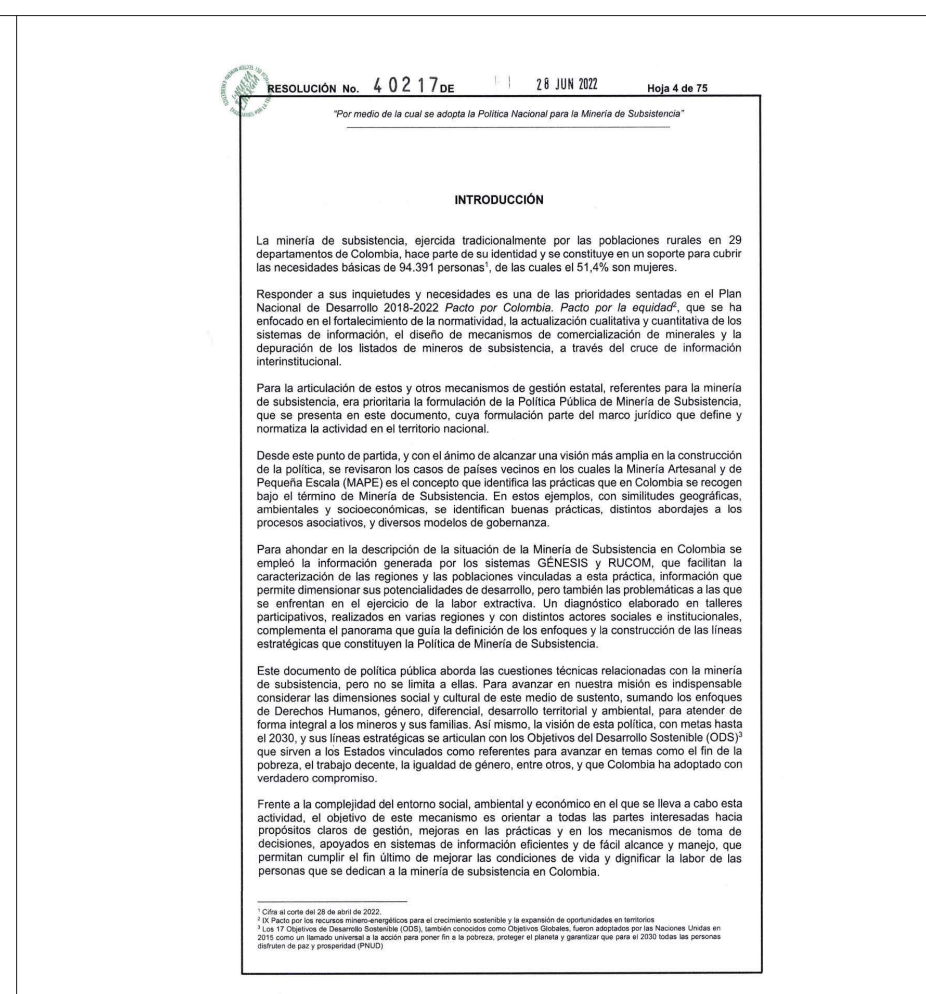 RESOLUCIÓN No. 40217 DE 28 JUN 2022 Hoja 4 de 75
"Por medio de la cual se adopta la Política Nacional para la Minería de Subsistencia"
INTRODUCCIÓN
La minería de subsistencia, ejercida tradicionalmente por las poblaciones rurales en 29
departamentos de Colombia, hace parte de su identidad y se constituye en un soporte para cubrir
las necesidades básicas de 94.391 personas¹, de las cuales el 51,4% son mujeres.
Responder a sus inquietudes y necesidades es una de las prioridades sentadas en el Plan
Nacional de Desarrollo 2018-2022 Pacto por Colombia. Pacto por la equidad², que se ha
enfocado en el fortalecimiento de la normatividad, la actualización cualitativa y cuantitativa de los
sistemas de información, el diseño de mecanismos de comercialización de minerales y la
depuración de los listados de mineros de subsistencia, a través del cruce de información
interinstitucional.
Para la articulación de estos y otros mecanismos de gestión estatal, referentes para la minería
de subsistencia, era prioritaria la formulación de la Política Pública de Minería de Subsistencia,
que se presenta en este documento, cuya formulación parte del marco jurídico que define y
normatiza la actividad en el territorio nacional.
Desde este punto de partida, y con el ánimo de alcanzar una visión más amplia en la construcción
de la política, se revisaron los casos de países vecinos en los cuales la Minería Artesanal y de
Pequeña Escala (MAPE) es el concepto que identifica las prácticas que en Colombia se recogen
bajo el término de Minería de Subsistencia. En estos ejemplos, con similitudes geográficas,
ambientales y socioeconómicas, se identifican buenas prácticas, distintos abordajes a los
procesos asociativos, y diversos modelos de gobernanza.
Para ahondar en la descripción de la situación de la Minería de Subsistencia en Colombia se
empleó la información generada por los sistemas GÉNESIS y RUCOM, que facilitan la
caracterización de las regiones y las poblaciones vinculadas a esta práctica, información que
permite dimensionar sus potencialidades de desarrollo, pero también las problemáticas a las que
se enfrentan en el ejercicio de la labor extractiva. Un diagnóstico elaborado en talleres
participativos, realizados en varias regiones y con distintos actores sociales e institucionales,
complementa el panorama que guía la definición de los enfoques y la construcción de las líneas
estratégicas que constituyen la Política de Minería de Subsistencia.
Este documento de política pública aborda las cuestiones técnicas relacionadas con la minería
de subsistencia, pero no se limita a ellas. Para avanzar en nuestra misión es indispensable
considerar las dimensiones social y cultural de este medio de sustento, sumando los enfoques
de Derechos Humanos, género, diferencial, desarrollo territorial y ambiental, para atender de
forma integral a los mineros y sus familias. Así mismo, la visión de esta política, con metas hasta
el 2030, y sus líneas estratégicas se articulan con los Objetivos del Desarrollo Sostenible (ODS)³
que sirven a los Estados vinculados como referentes para avanzar en temas como el fin de la
pobreza, el trabajo decente, la igualdad de género, entre otros, y que Colombia ha adoptado con
verdadero compromiso.
Frente a la complejidad del entorno social, ambiental y económico en el que se lleva a cabo esta
actividad, el objetivo de este mecanismo es orientar a todas las partes interesadas hacia
propósitos claros de gestión, mejoras en las prácticas y en los mecanismos de toma de
decisiones, apoyados en sistemas de información eficientes y de fácil alcance y manejo, que
permitan cumplir el fin último de mejorar las condiciones de vida y dignificar la labor de las
personas que se dedican a la minería de subsistencia en Colombia.
¹ Cifra al corte del 28 de abril de 2022.
² IX Pacto por los recursos minero-energéticos para el crecimiento sostenible y la expansión de oportunidades en territorios
³ Los 17 Objetivos de Desarrollo Sostenible (ODS), también conocidos como Objetivos Globales, fueron adoptados por las Naciones Unidas en
2015 como un llamado universal a la acción para poner fin a la pobreza, proteger el planeta y garantizar que para el 2030 todas las personas
disfruten de paz y prosperidad (PNUD)